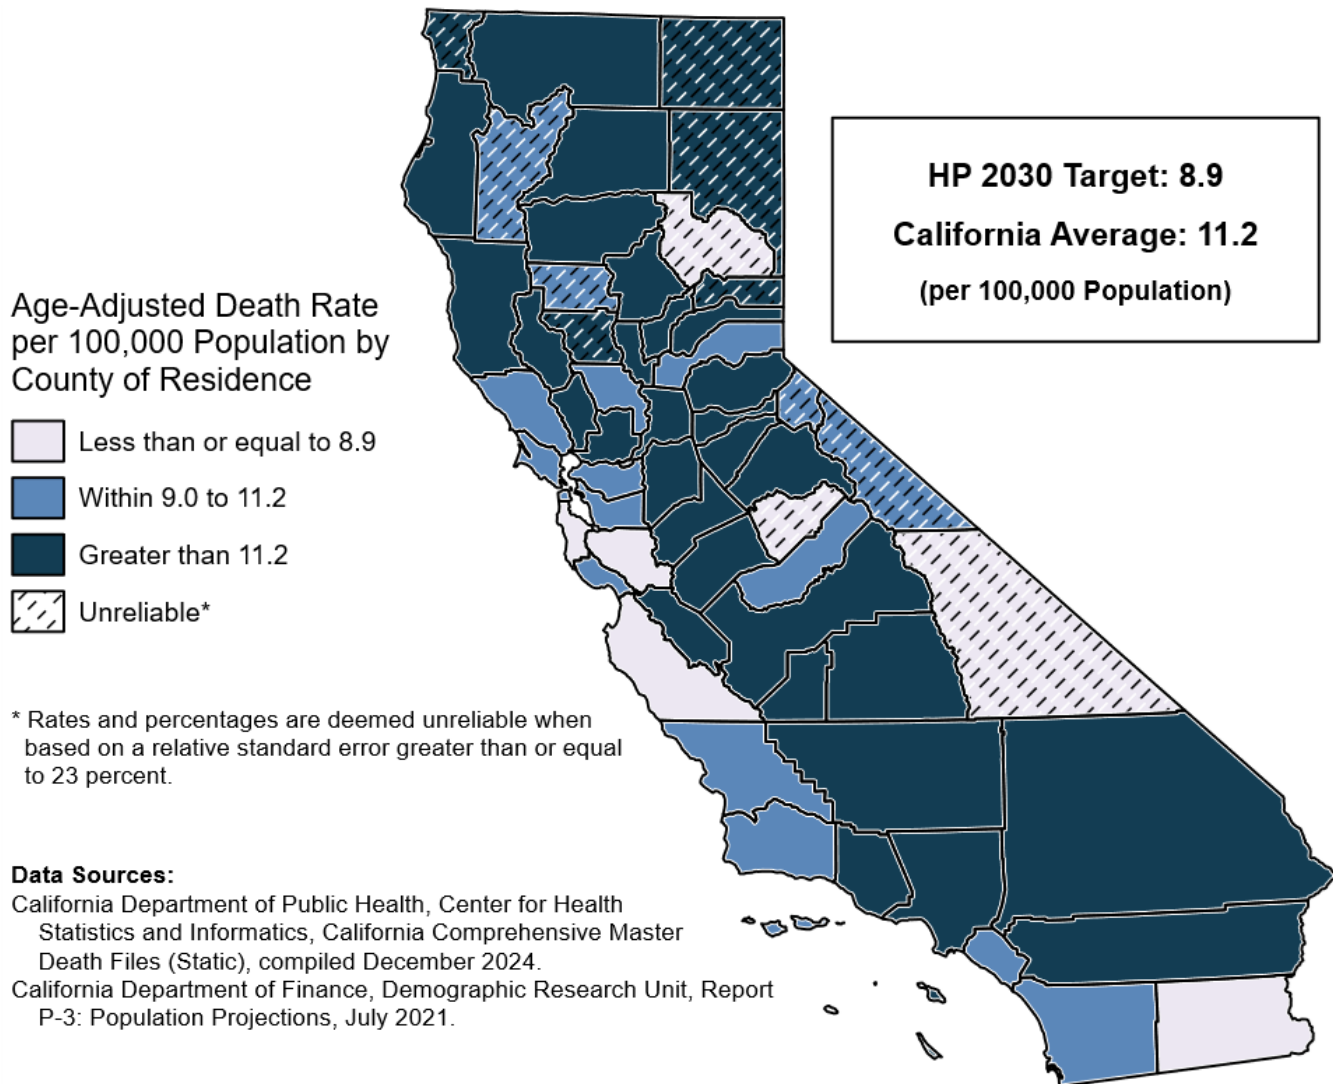 HP 2030 Target: 8.9
California Average: 11.2
(per 100,000 Population)
Age-Adjusted Death Rate
per 100,000 Population by
County of Residence
Less than or equal to 8.9
Within 9.0 to 11.2
Greater than 11.2
Unreliable*
* Rates and percentages are deemed unreliable when
based on a relative standard error greater than or equal
to 23 percent.
Data Sources:
California Department of Public Health, Center for Health
Statistics and Informatics, California Comprehensive Master
Death Files (Static), compiled December 2024.
California Department of Finance, Demographic Research Unit, Report
P-3: Population Projections, July 2021.